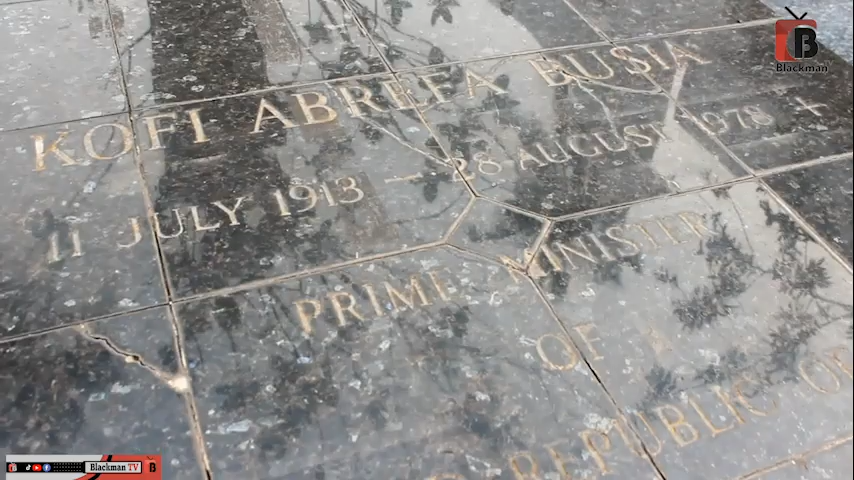 KOFI ABREFA BUSIA
11 JULY 1913 – 28 AUGUST 1978 +
PRIME MINISTER
OF
REPUBLIC OF
B
Blackman
Blackman TV
B